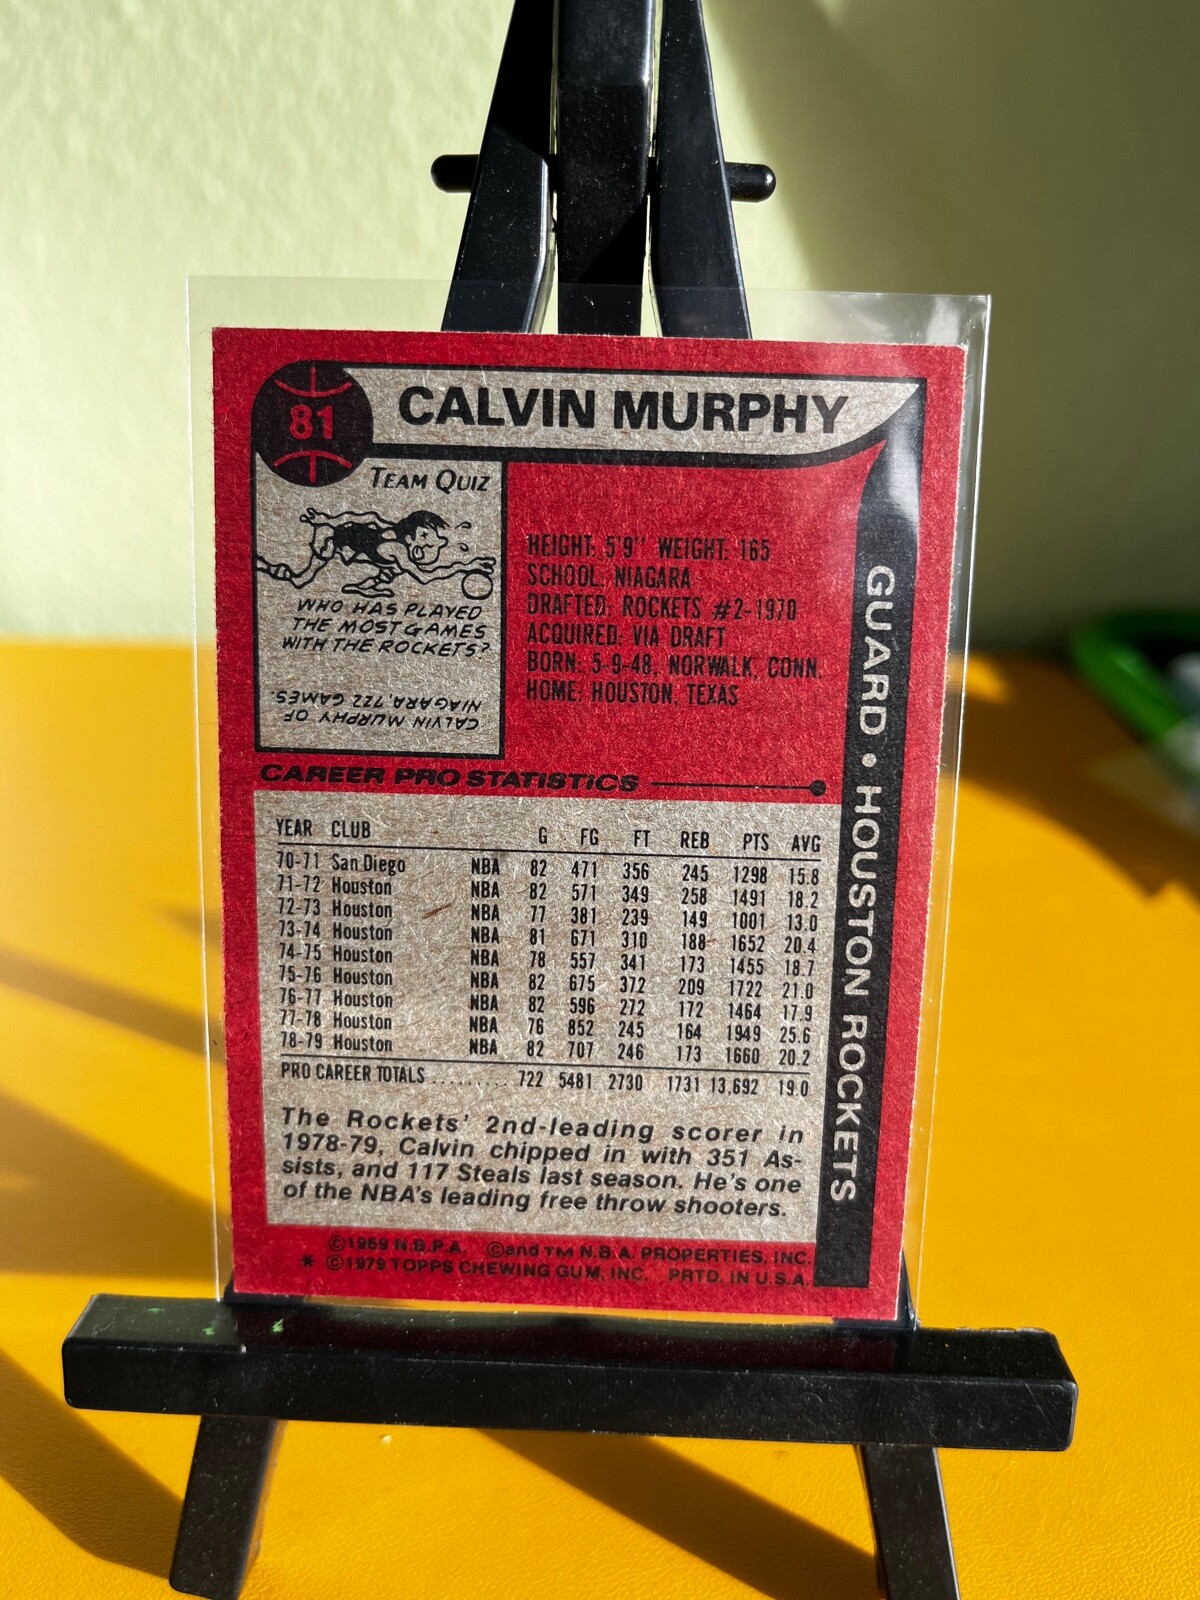 81
CALVIN MURPHY
TEAM QUIZ
WHO HAS PLAYED
THE MOST GAMES
WITH THE ROCKETS?
CALVIN MURPHY OF
NIAGARA, 722 GAMES.
HEIGHT: 5'9" WEIGHT: 165
SCHOOL: NIAGARA
DRAFTED: ROCKETS #2-1970
ACQUIRED: VIA DRAFT
BORN: 5-9-48, NORWALK, CONN.
HOME: HOUSTON, TEXAS
GUARD • HOUSTON ROCKETS
CAREER PRO STATISTICS
YEAR CLUB G FG FT REB PTS AVG
70-71 San Diego NBA 82 471 356 245 1298 15.8
71-72 Houston NBA 82 571 349 258 1491 18.2
72-73 Houston NBA 77 381 239 149 1001 13.0
73-74 Houston NBA 81 671 310 188 1652 20.4
74-75 Houston NBA 78 557 341 173 1455 18.7
75-76 Houston NBA 82 675 372 209 1722 21.0
76-77 Houston NBA 82 596 272 172 1464 17.9
77-78 Houston NBA 76 852 245 164 1949 25.6
78-79 Houston NBA 82 707 246 173 1660 20.2
PRO CAREER TOTALS .......... 722 5481 2730 1731 13,692 19.0
The Rockets' 2nd-leading scorer in
1978-79, Calvin chipped in with 351 As-
sists, and 117 Steals last season. He's one
of the NBA's leading free throw shooters.
©1969 N.B.P.A. ©and TM N.B.A. PROPERTIES, INC.
* ©1979 TOPPS CHEWING GUM, INC. PRTD. IN U.S.A.